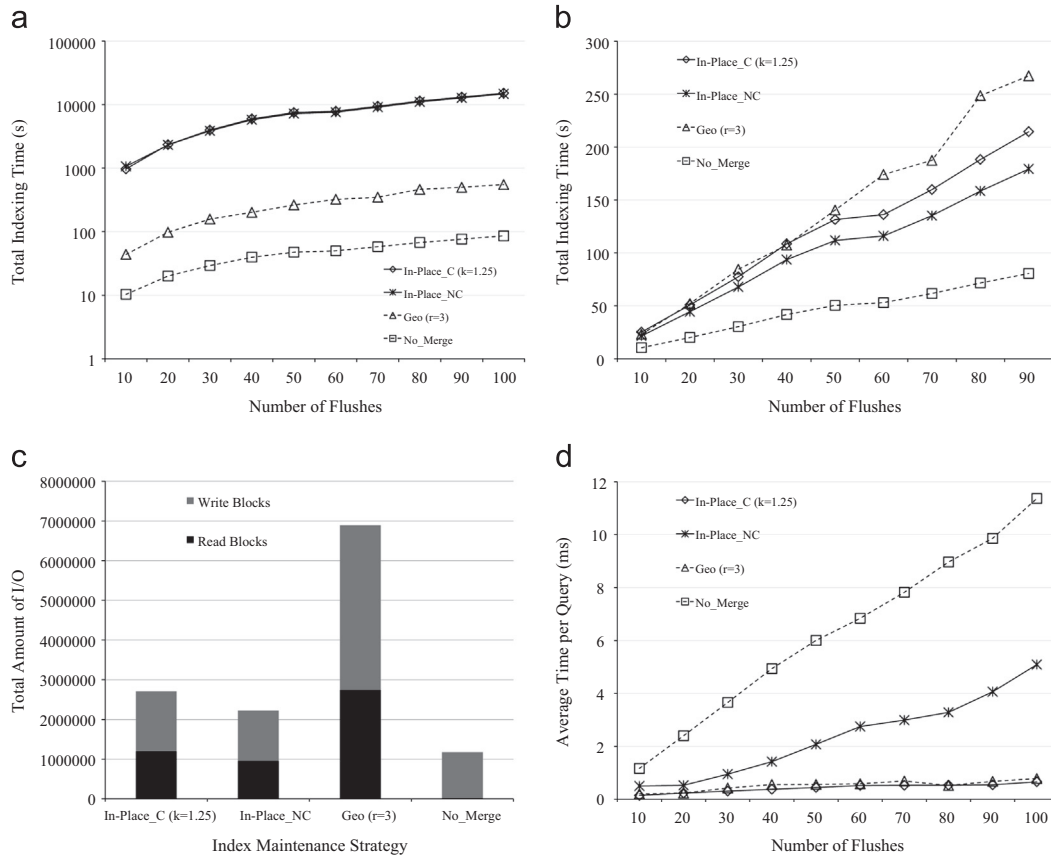 a
100000
10000
1000
100
10
1
Total Indexing Time (s)
In-Place_C (k=1.25)
In-Place_NC
Geo (r=3)
No_Merge
10 20 30 40 50 60 70 80 90 100
Number of Flushes
b
300
250
200
150
100
50
0
Total Indexing Time (s)
In-Place_C (k=1.25)
In-Place_NC
Geo (r=3)
No_Merge
10 20 30 40 50 60 70 80 90
Number of Flushes
c
8000000
7000000
6000000
5000000
4000000
3000000
2000000
1000000
0
Total Amount of I/O
Write Blocks
Read Blocks
In-Place_C (k=1.25) In-Place_NC Geo (r=3) No_Merge
Index Maintenance Strategy
d
12
10
8
6
4
2
0
Average Time per Query (ms)
In-Place_C (k=1.25)
In-Place_NC
Geo (r=3)
No_Merge
10 20 30 40 50 60 70 80 90 100
Number of Flushes